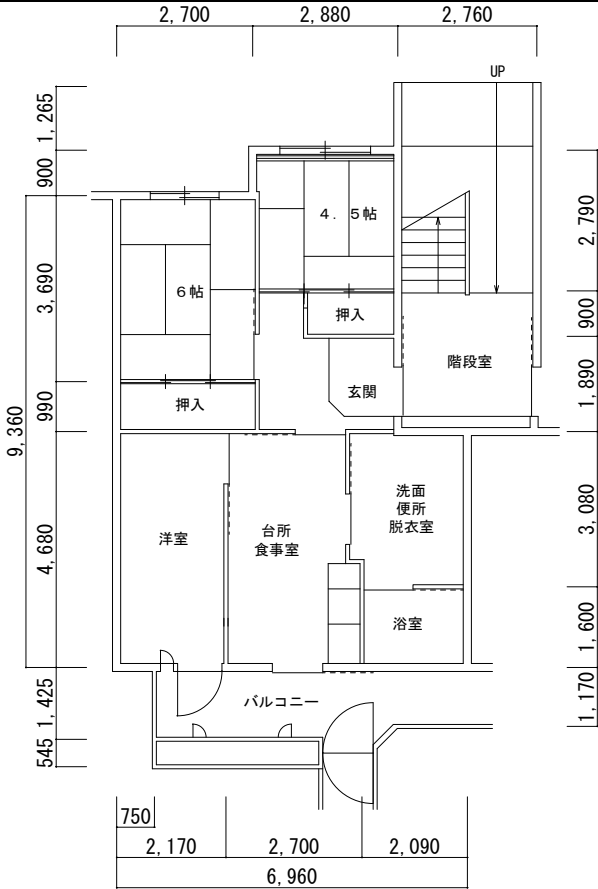 2,700
2,880
2,760
UP
1,265
900
3,690
990
9,360
4,680
1,425
545
2,790
900
1,890
3,080
1,600
1,170
4.5帖
6帖
押入
階段室
玄関
押入
洗面
便所
脱衣室
洋室
台所
食事室
浴室
バルコニー
750
2,170
2,700
2,090
6,960